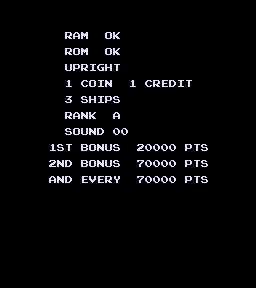 RAM OK
ROM OK
UPRIGHT
1 COIN 1 CREDIT
3 SHIPS
RANK A
SOUND 00
1ST BONUS 20000 PTS
2ND BONUS 70000 PTS
AND EVERY 70000 PTS